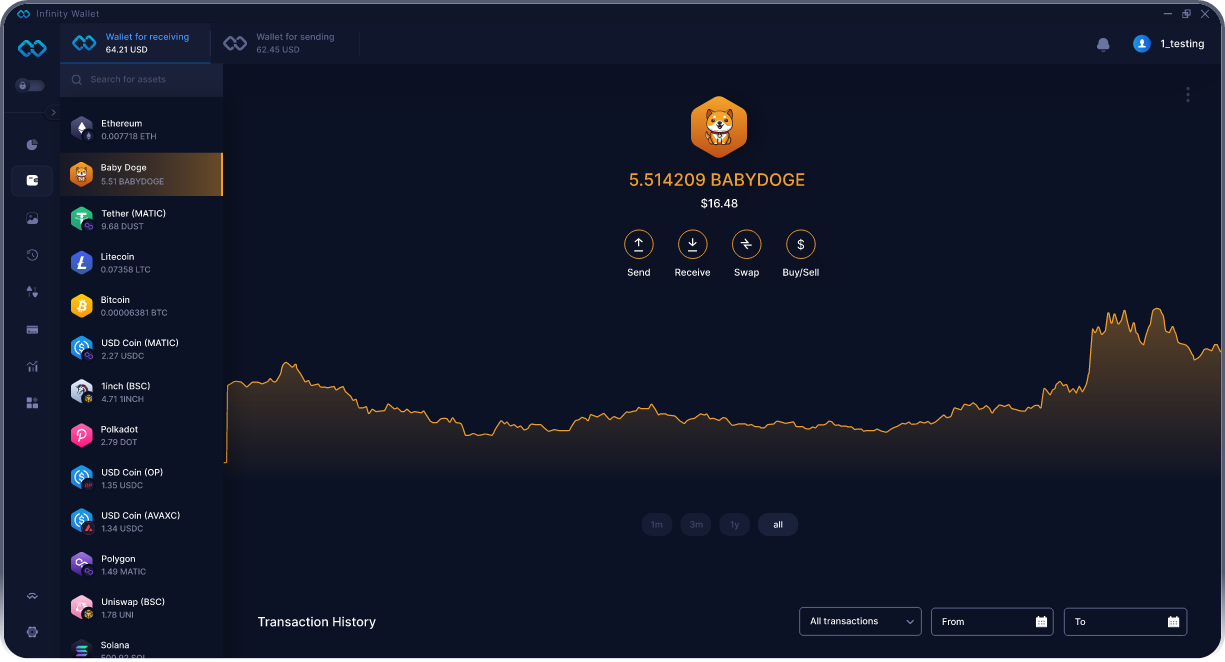 Infinity Wallet
Wallet for receiving
64.21 USD
Wallet for sending
62.45 USD
1_testing
Search for assets
Ethereum
0.007718 ETH
Baby Doge
5.51 BABYDOGE
Tether (MATIC)
9.68 DUST
Litecoin
0.07358 LTC
Bitcoin
0.00006381 BTC
USD Coin (MATIC)
2.27 USDC
1inch (BSC)
4.71 1INCH
Polkadot
2.79 DOT
USD Coin (OP)
1.35 USDC
USD Coin (AVAXC)
1.34 USDC
Polygon
1.49 MATIC
Uniswap (BSC)
1.78 UNI
Solana
5.514209 BABYDOGE
$16.48
Send
Receive
Swap
Buy/Sell
1m
3m
1y
all
Transaction History
All transactions
From
To